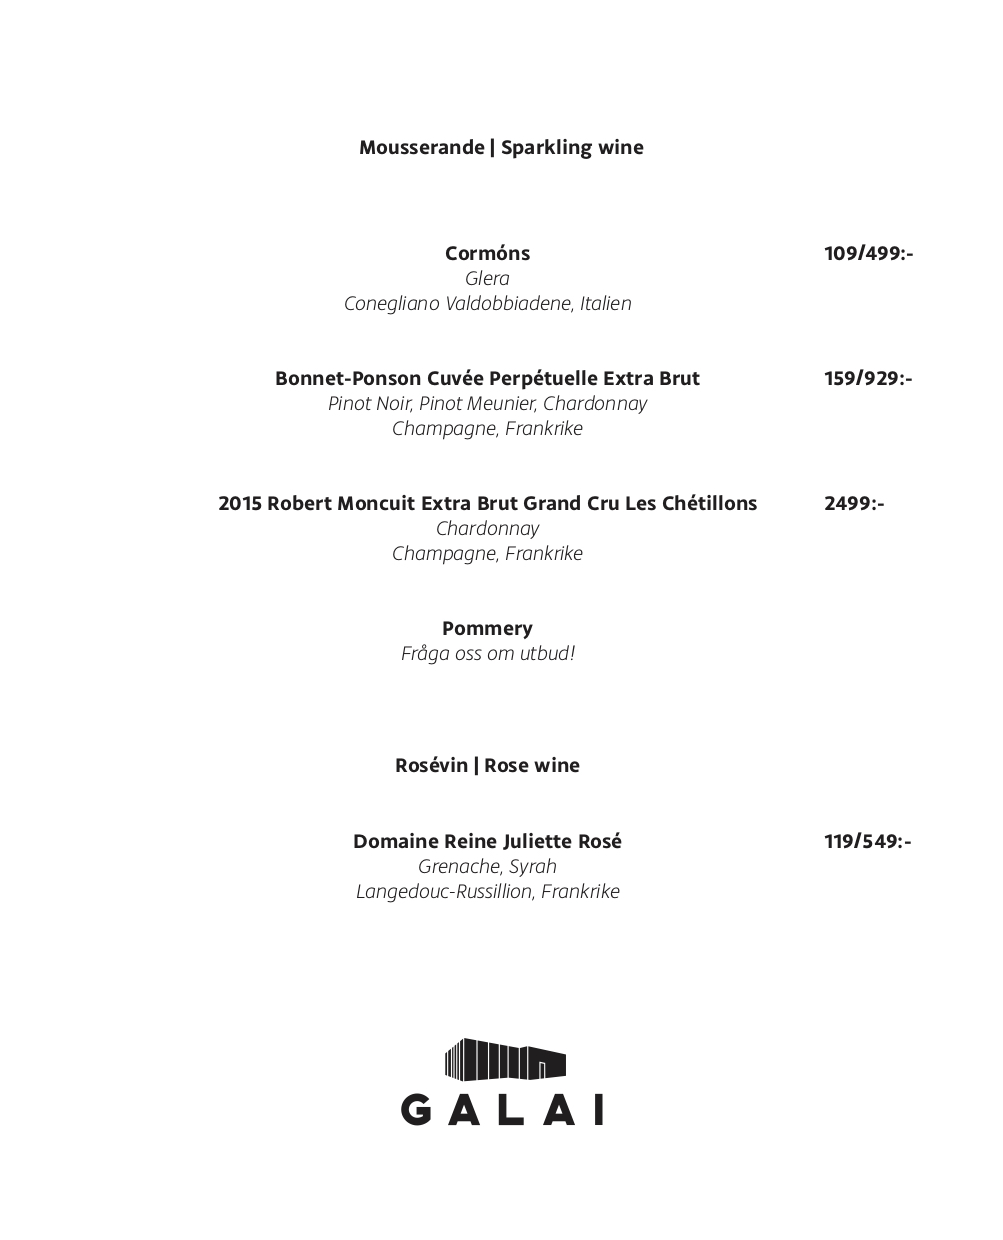 Mousserande | Sparkling wine
Cormóns 109/499:-
Glera
Conegliano Valdobbiadene, Italien
Bonnet-Ponson Cuvée Perpétuelle Extra Brut 159/929:-
Pinot Noir, Pinot Meunier, Chardonnay
Champagne, Frankrike
2015 Robert Moncuit Extra Brut Grand Cru Les Chétillons 2499:-
Chardonnay
Champagne, Frankrike
Pommery
Fråga oss om utbud!
Rosévin | Rose wine
Domaine Reine Juliette Rosé 119/549:-
Grenache, Syrah
Langedouc-Russillion, Frankrike
GALAI